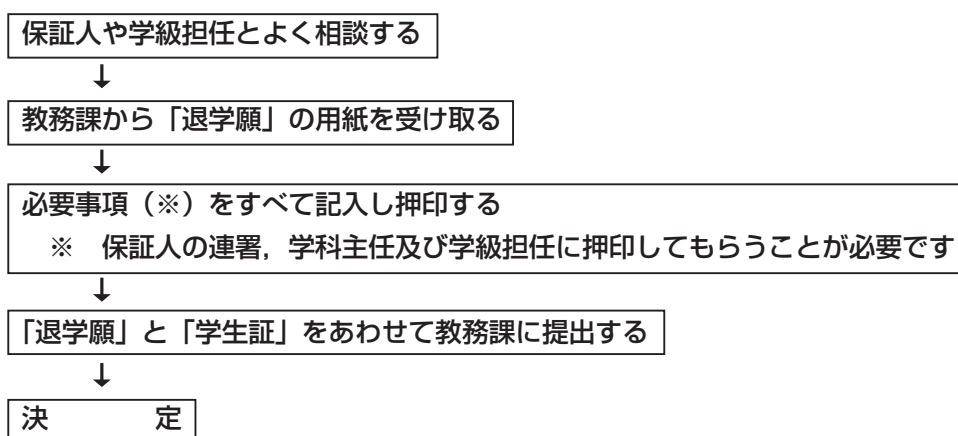 保証人や学級担任とよく相談する
↓
教務課から「退学願」の用紙を受け取る
↓
必要事項（※）をすべて記入し押印する
※　保証人の連署，学科主任及び学級担任に押印してもらうことが必要です
↓
「退学願」と「学生証」をあわせて教務課に提出する
↓
決　　　　定